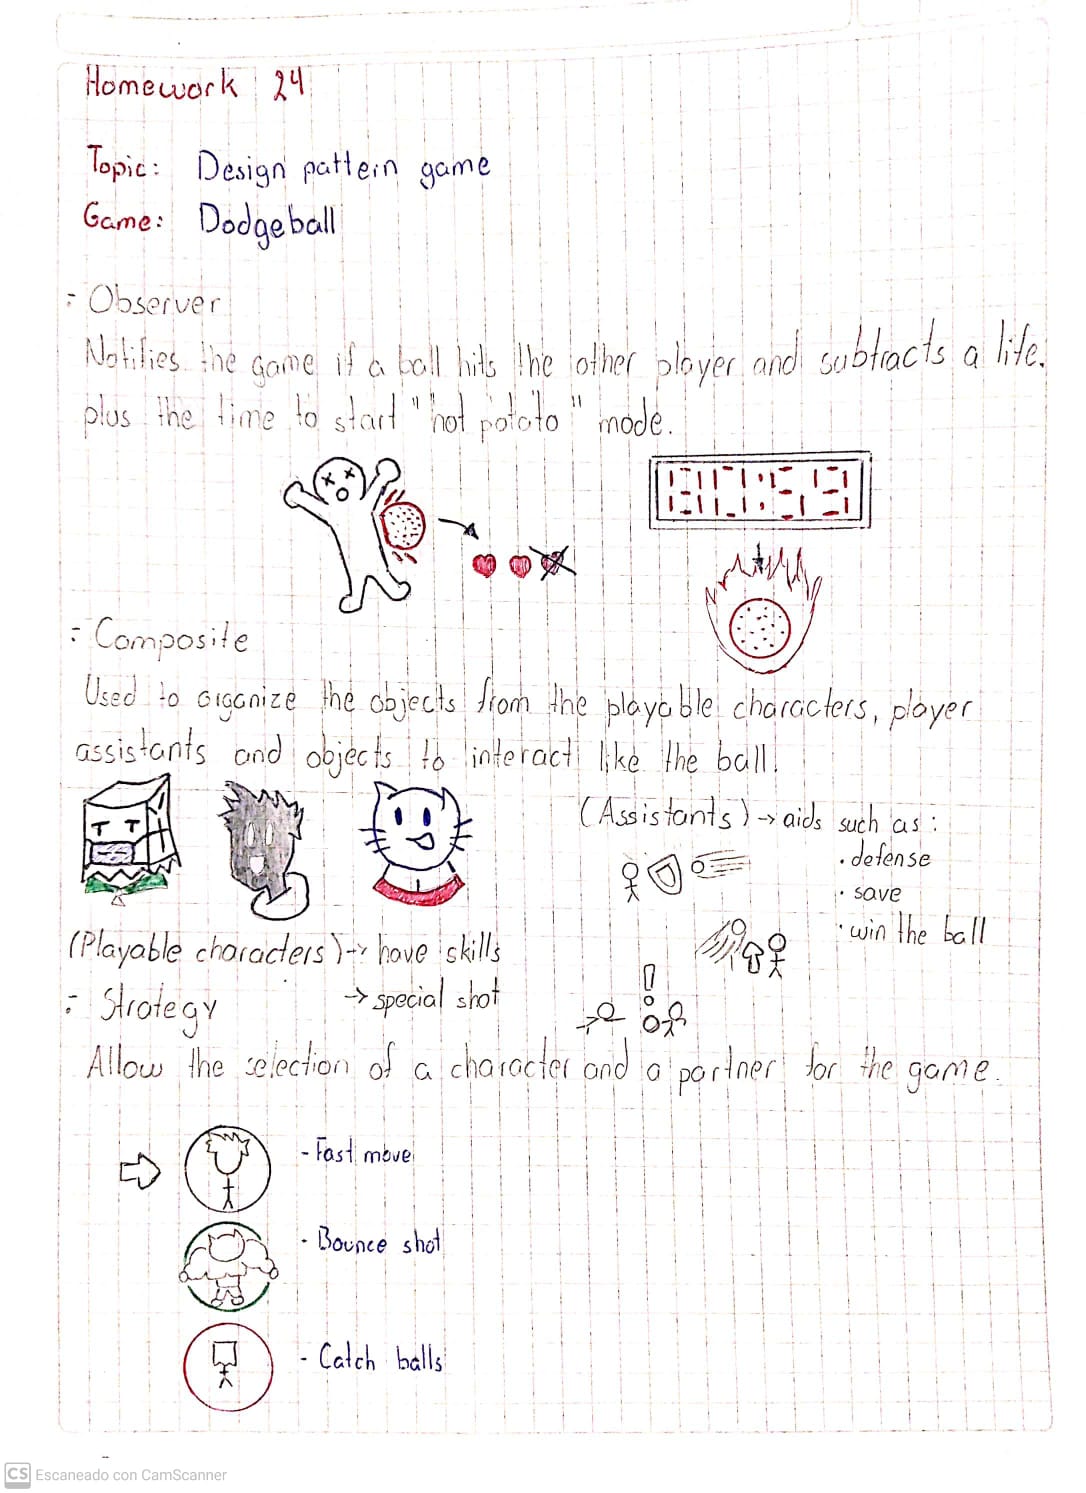 Homework 24
Topic: Design pattern game
Game: Dodgeball
- Observer
Notifies the game if a ball hits the other player and subtracts a life.
plus the time to start "hot potato" mode.
- Composite
Used to organize the objects from the playable characters, player
assistants and objects to interact like the ball.
(Assistants) → aids such as:
· defense
· save
· win the ball
(Playable characters) → have skills
→ special shot
- Strategy
Allow the selection of a character and a partner for the game.
- Fast move
- Bounce shot
- Catch balls
CS Escaneado con CamScanner